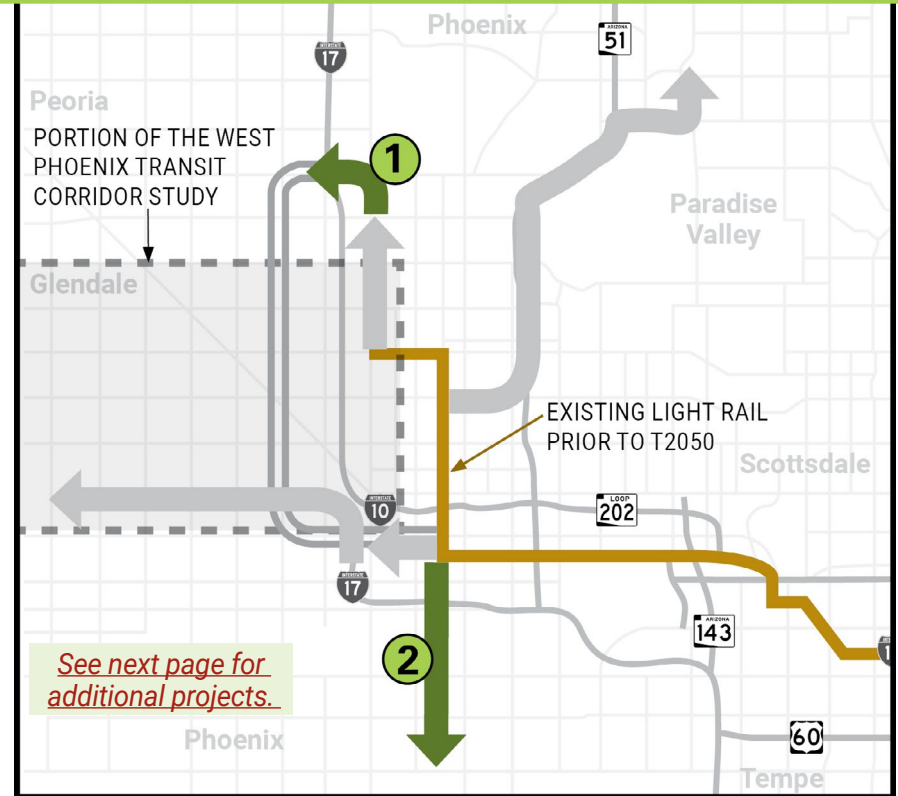 Phoenix
ARIZONA
51
INTERSTATE
17
Peoria
PORTION OF THE WEST
PHOENIX TRANSIT
CORRIDOR STUDY
1
Paradise
Valley
Glendale
EXISTING LIGHT RAIL
PRIOR TO T2050
Scottsdale
INTERSTATE
10
LOOP
202
INTERSTATE
17
ARIZONA
143
2
See next page for
additional projects.
Phoenix
60
Tempe